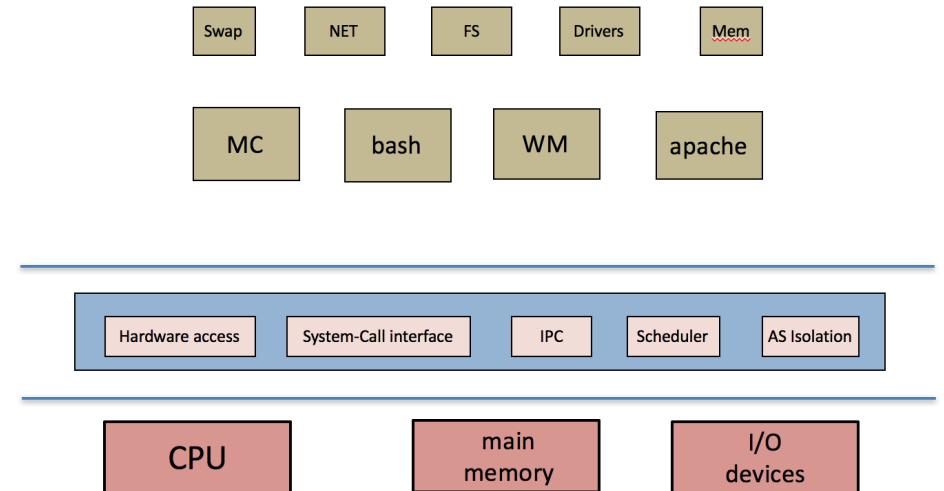 Swap
NET
FS
Drivers
Mem
MC
bash
WM
apache
Hardware access
System-Call interface
IPC
Scheduler
AS Isolation
CPU
main
memory
I/O
devices